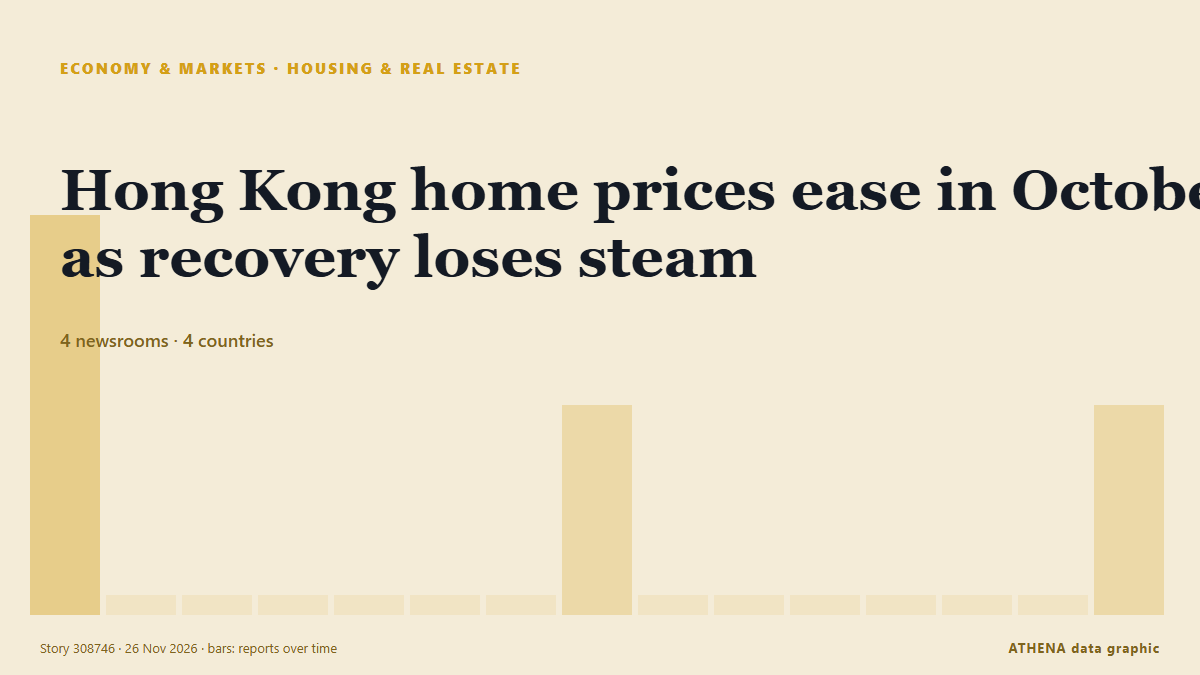 ECONOMY & MARKETS · HOUSING & REAL ESTATE
Hong Kong home prices ease in Octobe
as recovery loses steam
4 newsrooms · 4 countries
Story 308746 · 26 Nov 2026 · bars: reports over time
ATHENA data graphic